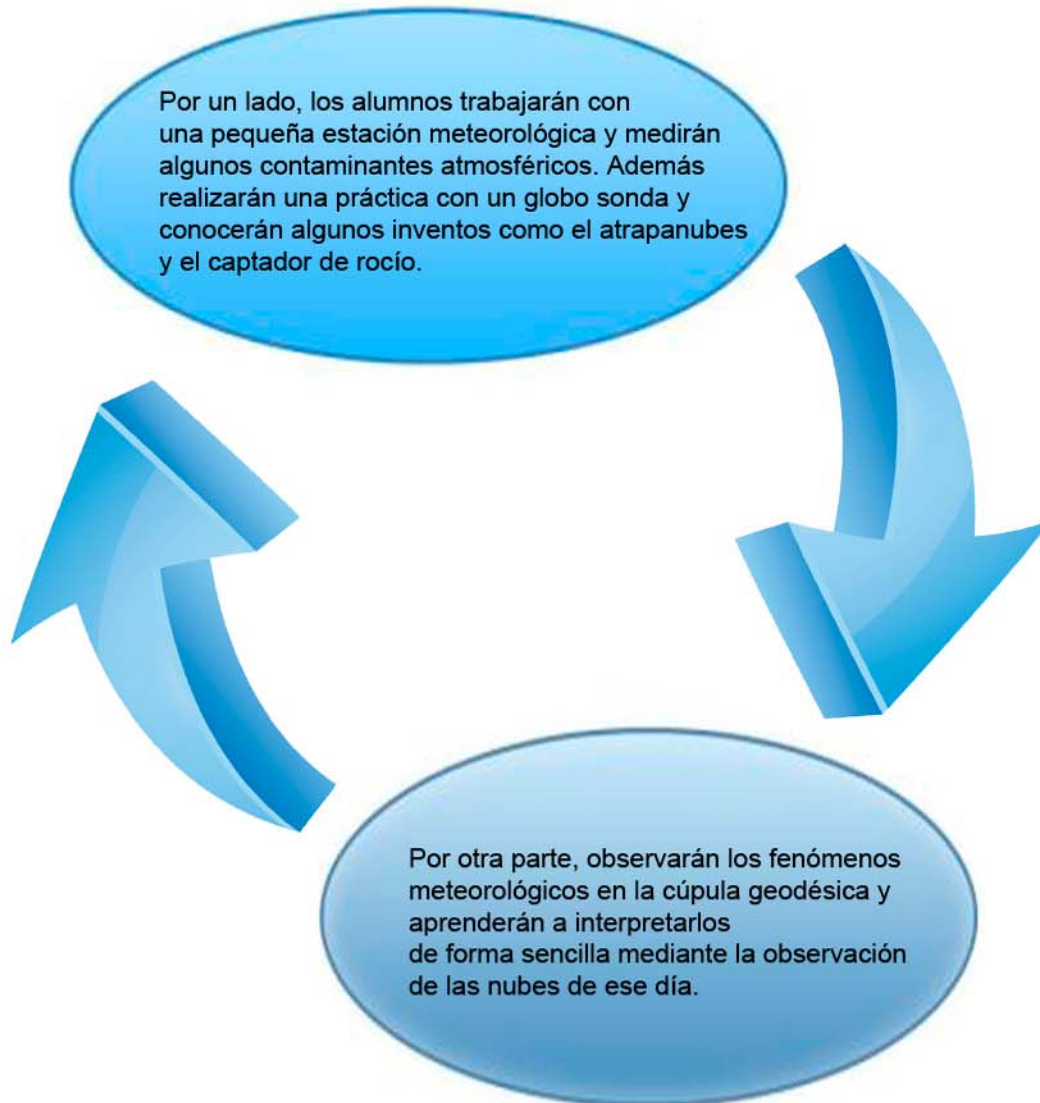 Por un lado, los alumnos trabajarán con
una pequeña estación meteorológica y medirán
algunos contaminantes atmosféricos. Además
realizarán una práctica con un globo sonda y
conocerán algunos inventos como el atrapanubes
y el captador de rocío.
Por otra parte, observarán los fenómenos
meteorológicos en la cúpula geodésica y
aprenderán a interpretarlos
de forma sencilla mediante la observación
de las nubes de ese día.